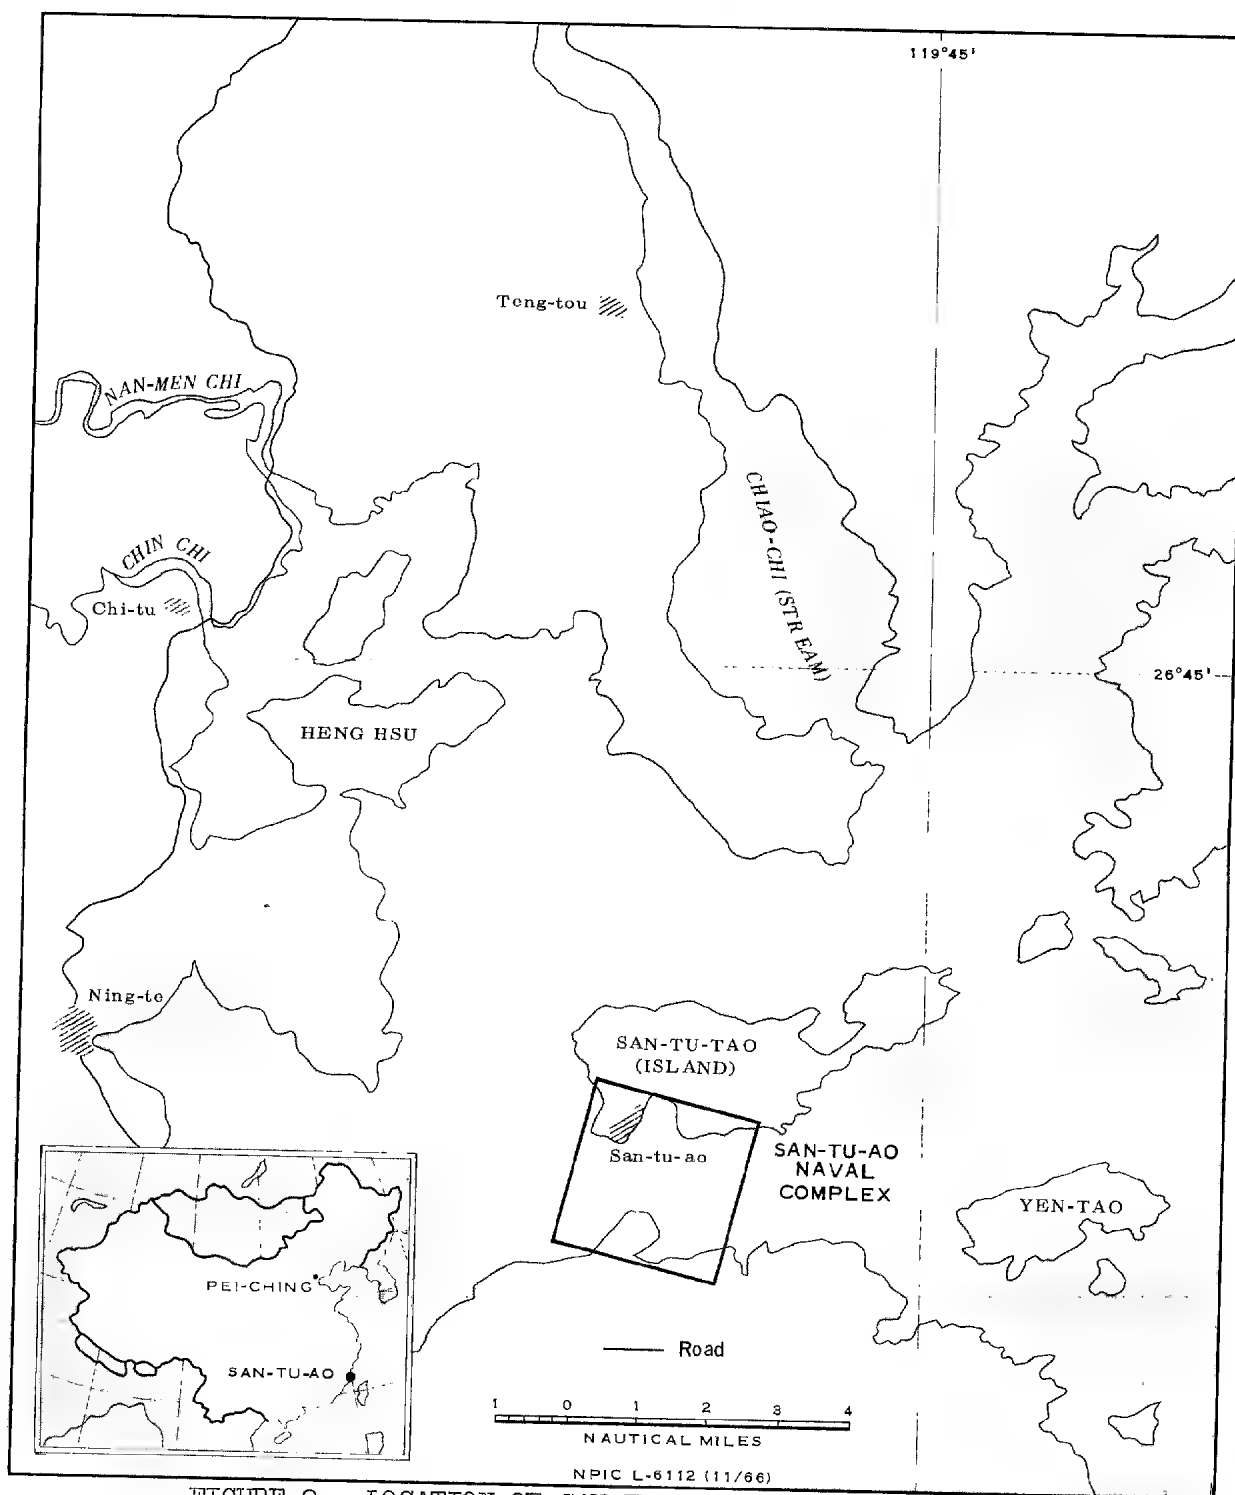 119°45'
Teng-tou
NAN-MEN CHI
CHIAO-CHI (STREAM)
CHIN CHI
Chi-tu
26°45'
HENG HSU
Ning-te
SAN-TU-TAO
(ISLAND)
San-tu-ao
SAN-TU-AO
NAVAL
COMPLEX
YEN-TAO
PEI-CHING
SAN-TU-AO
Road
1 0 1 2 3 4
NAUTICAL MILES
NPIC L-6112 (11/66)
LOCATION OF